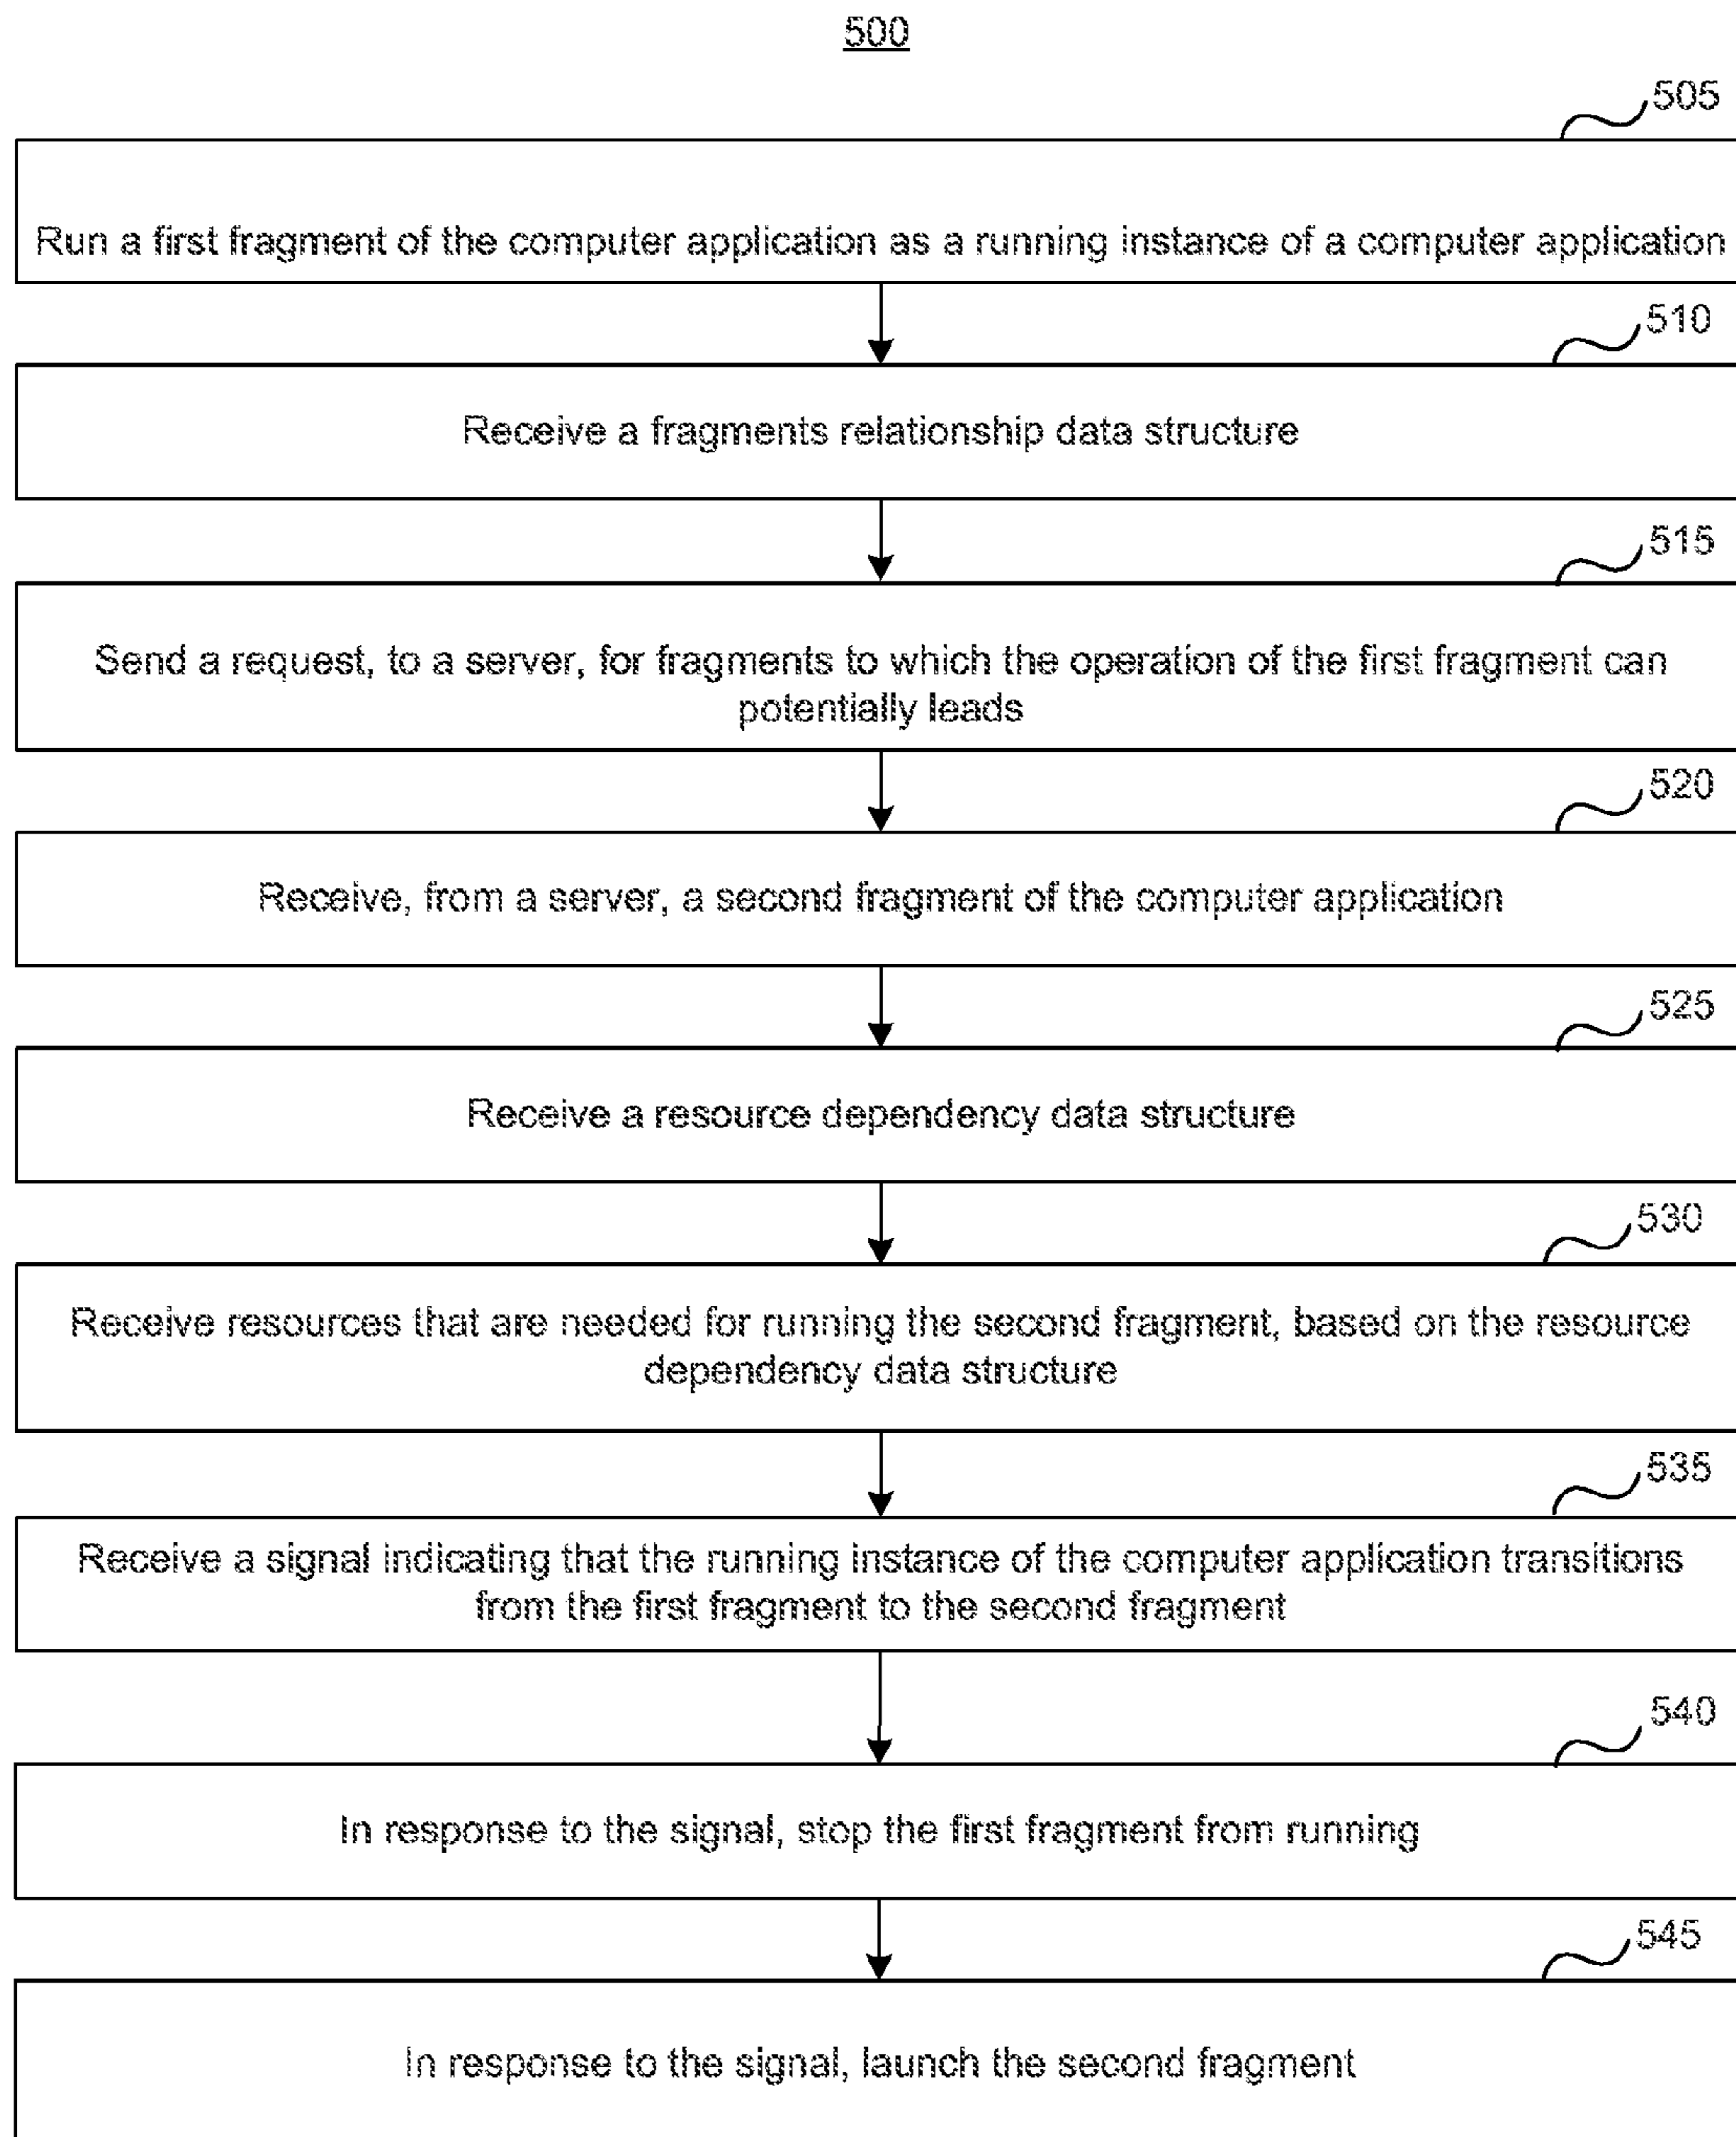 500
505
Run a first fragment of the computer application as a running instance of a computer application
510
Receive a fragments relationship data structure
515
Send a request, to a server, for fragments to which the operation of the first fragment can
potentially leads
520
Receive, from a server, a second fragment of the computer application
525
Receive a resource dependency data structure
530
Receive resources that are needed for running the second fragment, based on the resource
dependency data structure
535
Receive a signal indicating that the running instance of the computer application transitions
from the first fragment to the second fragment
540
In response to the signal, stop the first fragment from running
545
In response to the signal, launch the second fragment